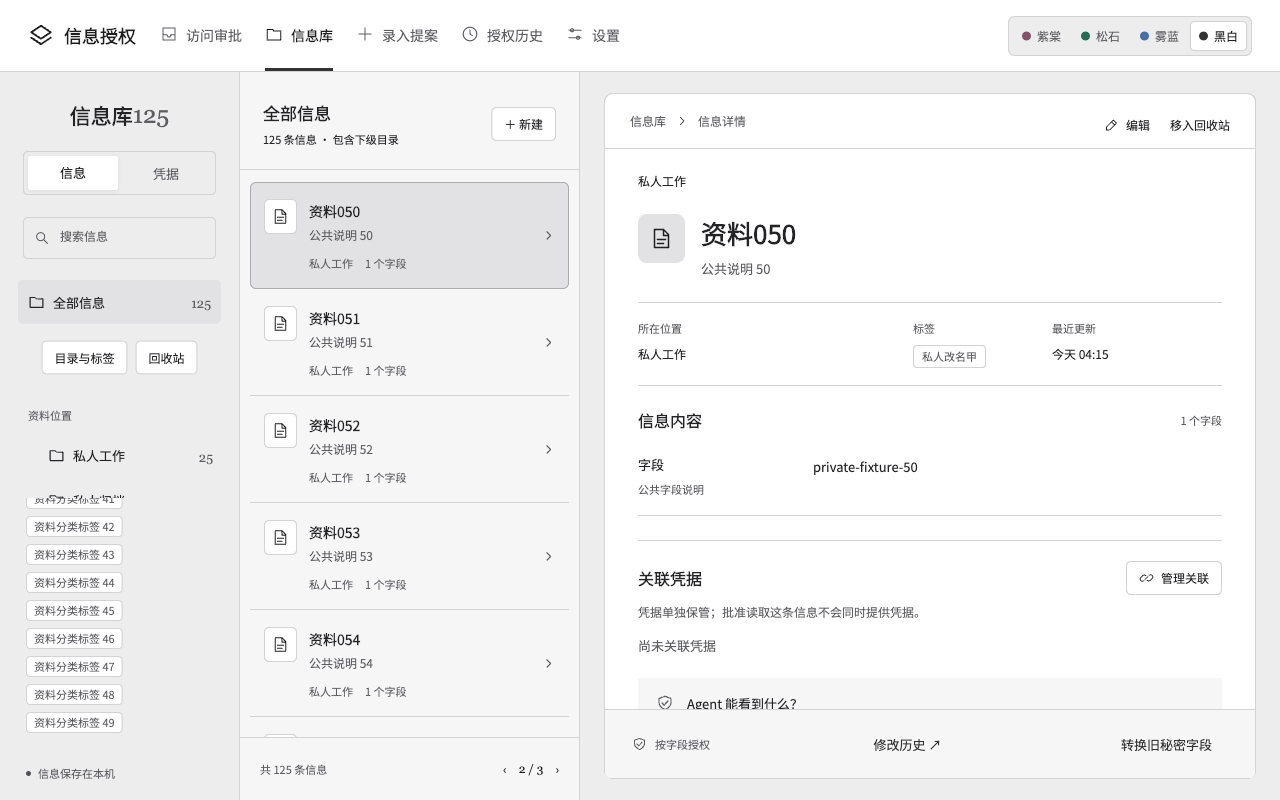 信息授权
访问审批
信息库
录入提案
授权历史
设置
紫棠
松石
雾蓝
黑白
信息库125
信息
凭据
搜索信息
全部信息 125
目录与标签
回收站
资料位置
私人工作 25
资料分类标签 41
资料分类标签 42
资料分类标签 43
资料分类标签 44
资料分类标签 45
资料分类标签 46
资料分类标签 47
资料分类标签 48
资料分类标签 49
信息保存在本机
全部信息
125 条信息 · 包含下级目录
新建
资料050
公共说明 50
私人工作 1 个字段
资料051
公共说明 51
私人工作 1 个字段
资料052
公共说明 52
私人工作 1 个字段
资料053
公共说明 53
私人工作 1 个字段
资料054
公共说明 54
私人工作 1 个字段
共 125 条信息
‹ 2 / 3 ›
信息库 > 信息详情
编辑
移入回收站
私人工作
资料050
公共说明 50
所在位置
标签
最近更新
私人工作
私人改名甲
今天 04:15
信息内容
1 个字段
字段
private-fixture-50
公共字段说明
关联凭据
管理关联
凭据单独保管；批准读取这条信息不会同时提供凭据。
尚未关联凭据
Agent 能看到什么？
按字段授权
修改历史 ↗
转换旧秘密字段